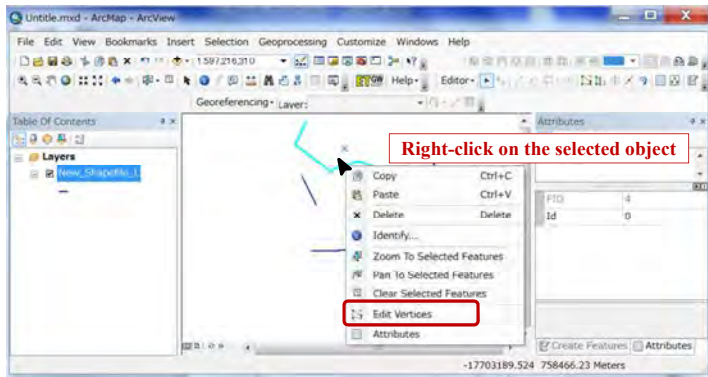 Untitle.mxd - ArcMap - ArcView
File Edit View Bookmarks Insert Selection Geoprocessing Customize Windows Help
1:597,216,310
Help Editor
Georeferencing Layer:
Table Of Contents
Attributes
Layers
New_Shapefile_L
Right-click on the selected object
Copy Ctrl+C
Paste Ctrl+V
Delete Delete
Identify...
Zoom To Selected Features
Pan To Selected Features
Clear Selected Features
Edit Vertices
Attributes
FID 4
Id 0
Create Features Attributes
-17703189.524 758466.23 Meters